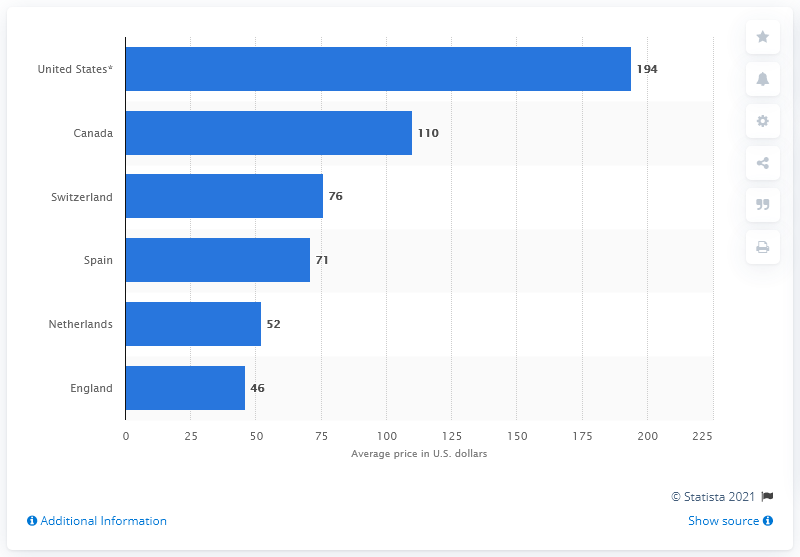 United States* 194
Canada 110
Switzerland 76
Spain 71
Netherlands 52
England 46
0 25 50 75 100 125 150 175 200 225
Average price in U.S. dollars
© Statista 2021
Additional Information Show source